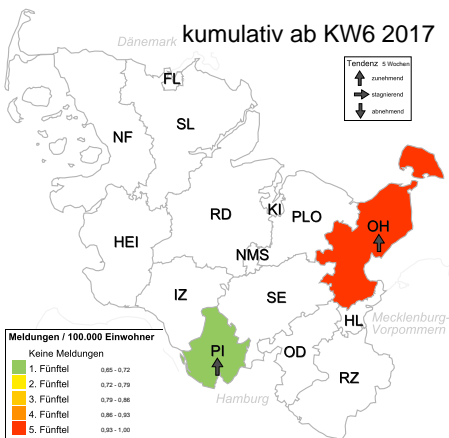 kumulativ ab KW6 2017
Dänemark
Tendenz 5 Wochen
zunehmend
stagnierend
abnehmend
FL
NF
SL
RD
KI
PLO
OH
HEI
NMS
IZ
SE
HL
Mecklenburg-
Vorpommern
PI
OD
RZ
Hamburg
Meldungen / 100.000 Einwohner
Keine Meldungen
1. Fünftel 0,65 - 0,72
2. Fünftel 0,72 - 0,79
3. Fünftel 0,79 - 0,86
4. Fünftel 0,86 - 0,93
5. Fünftel 0,93 - 1,00